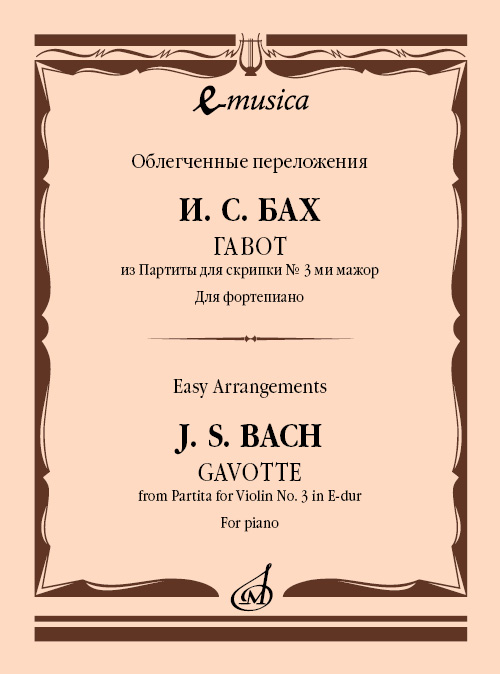 e-musica
Облегченные переложения
И. С. БАХ
ГАВОТ
из Партиты для скрипки № 3 ми мажор
Для фортепиано
Easy Arrangements
J. S. BACH
GAVOTTE
from Partita for Violin No. 3 in E-dur
For piano
М